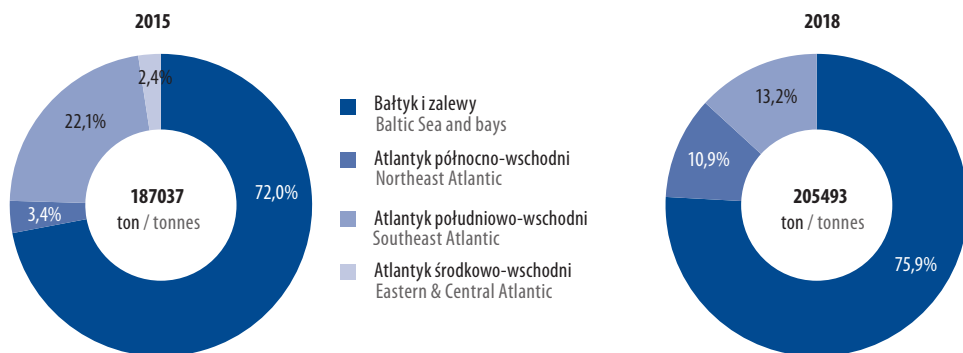 2015
2,4%
22,1%
3,4%
72,0%
187037
ton / tonnes
Bałtyk i zalewy
Baltic Sea and bays
Atlantyk północno-wschodni
Northeast Atlantic
Atlantyk południowo-wschodni
Southeast Atlantic
Atlantyk środkowo-wschodni
Eastern & Central Atlantic
2018
13,2%
10,9%
205493
ton / tonnes
75,9%